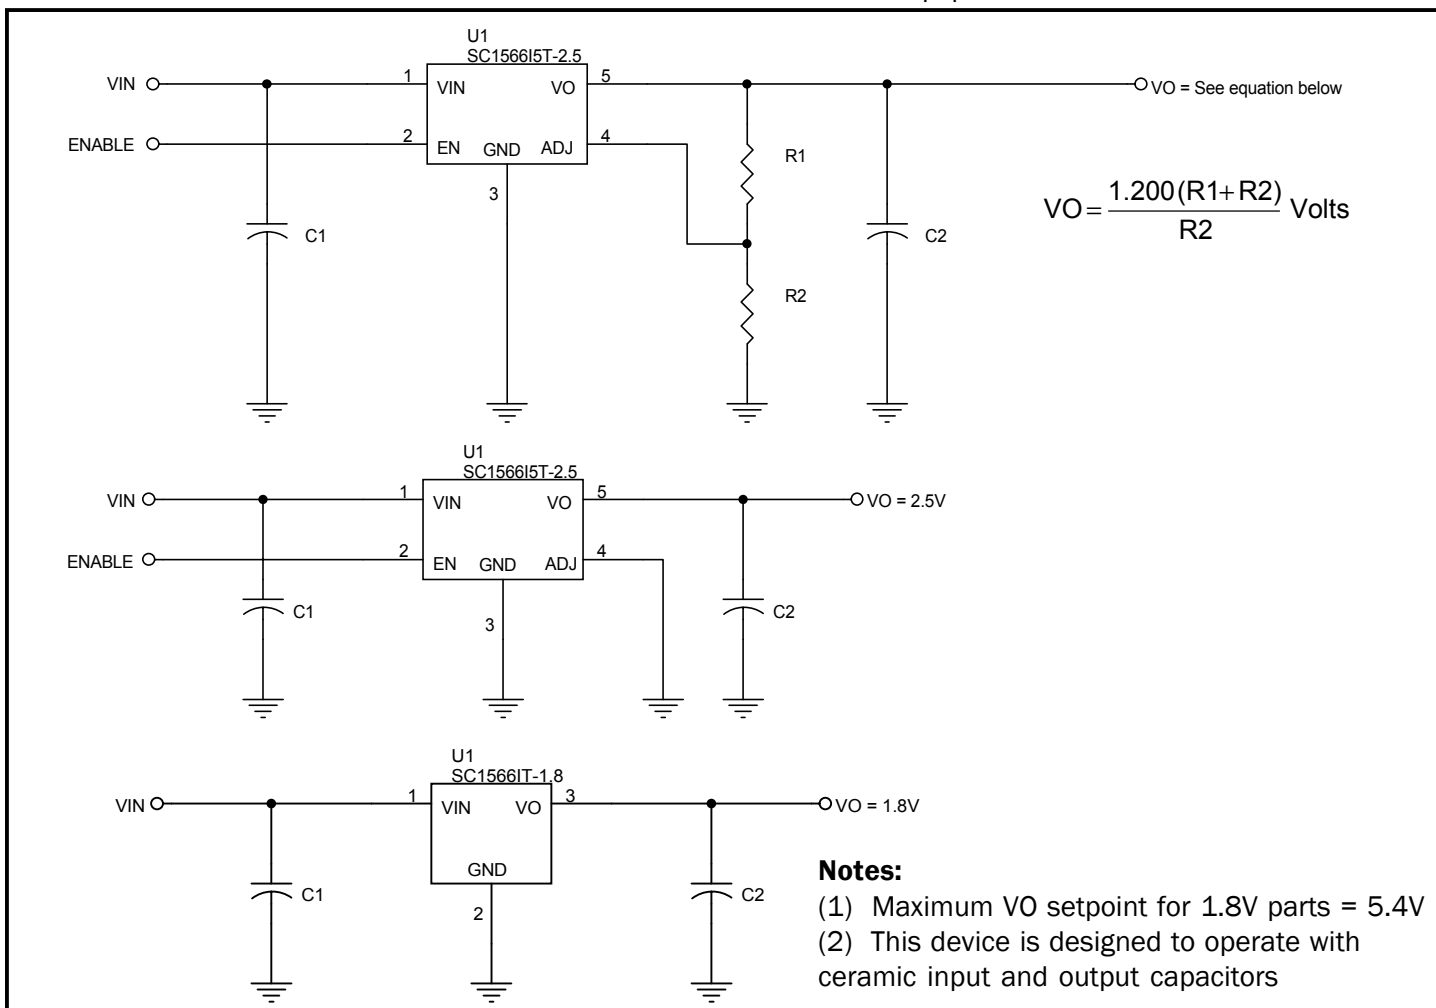 U1
SC1566I5T-2.5
VIN
1
VIN
VO
5
VO = See equation below
ENABLE
2
EN
GND
ADJ
4
3
R1
C1
C2
R2
VO = 1.200(R1+R2) / R2 Volts
U1
SC1566I5T-2.5
VIN
1
VIN
VO
5
VO = 2.5V
ENABLE
2
EN
GND
ADJ
4
C1
3
C2
U1
SC1566IT-1.8
VIN
1
VIN
VO
3
VO = 1.8V
GND
C1
2
C2
Notes:
(1) Maximum VO setpoint for 1.8V parts = 5.4V
(2) This device is designed to operate with
ceramic input and output capacitors